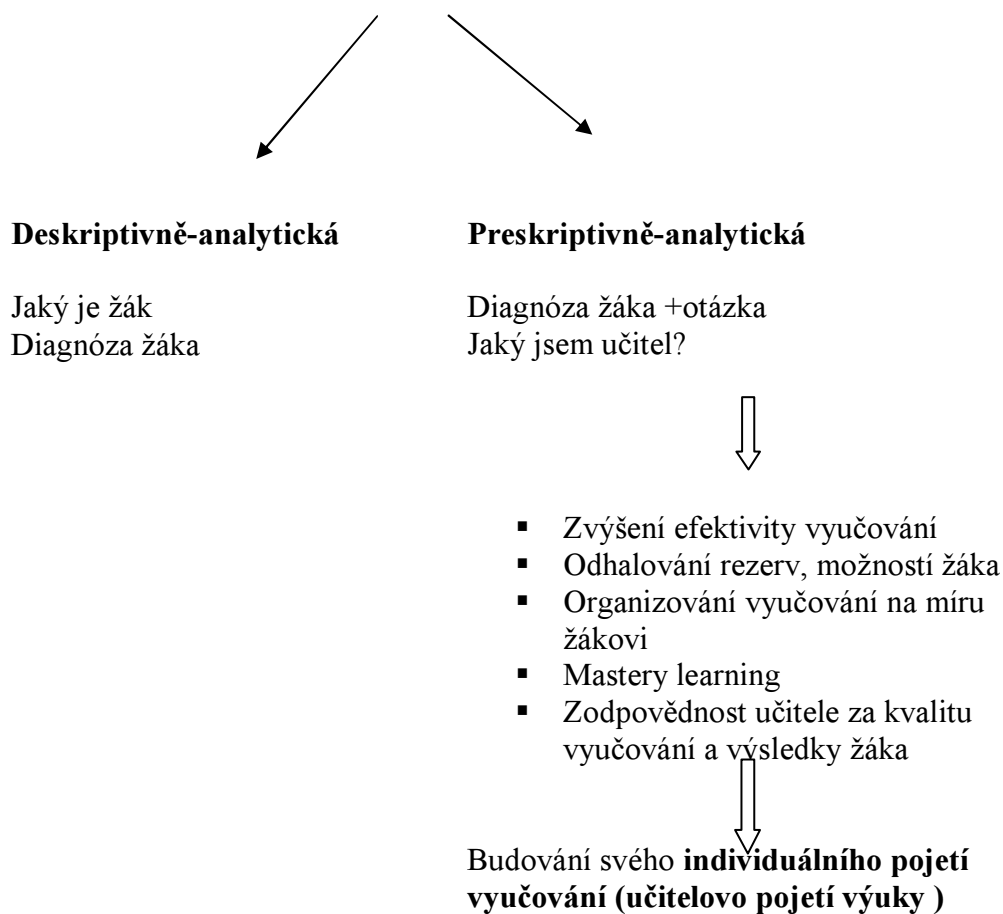 Deskriptivně-analytická
Preskriptivně-analytická
Jaký je žák
Diagnóza žáka
Diagnóza žáka +otázka
Jaký jsem učitel?
▪ Zvýšení efektivity vyučování
▪ Odhalování rezerv, možností žáka
▪ Organizování vyučování na míru
žákovi
▪ Mastery learning
▪ Zodpovědnost učitele za kvalitu
vyučování a výsledky žáka
Budování svého individuálního pojetí
vyučování (učitelovo pojetí výuky )